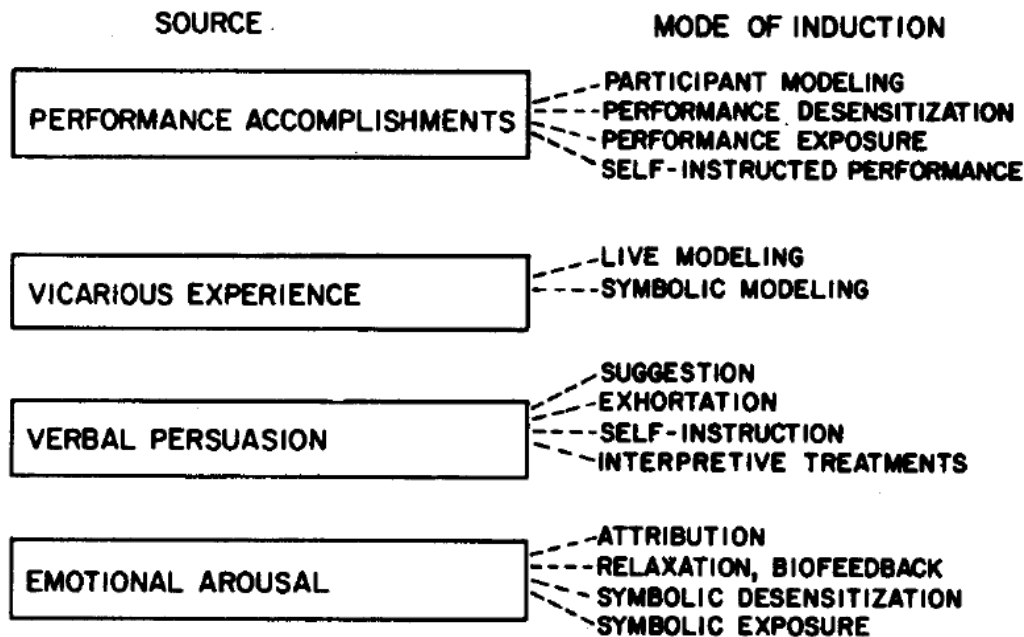 SOURCE
MODE OF INDUCTION
PERFORMANCE ACCOMPLISHMENTS
PARTICIPANT MODELING
PERFORMANCE DESENSITIZATION
PERFORMANCE EXPOSURE
SELF-INSTRUCTED PERFORMANCE
VICARIOUS EXPERIENCE
LIVE MODELING
SYMBOLIC MODELING
VERBAL PERSUASION
SUGGESTION
EXHORTATION
SELF-INSTRUCTION
INTERPRETIVE TREATMENTS
EMOTIONAL AROUSAL
ATTRIBUTION
RELAXATION, BIOFEEDBACK
SYMBOLIC DESENSITIZATION
SYMBOLIC EXPOSURE